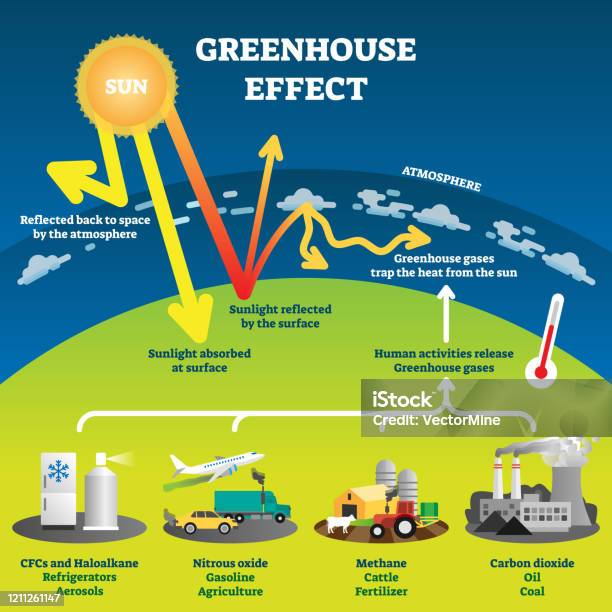 GREENHOUSE
EFFECT
SUN
ATMOSPHERE
Reflected back to space
by the atmosphere
Greenhouse gases
trap the heat from the sun
Sunlight reflected
by the surface
Sunlight absorbed
at surface
Human activities release
Greenhouse gases
iStock
Credit: VectorMine
CFCs and Haloalkane
Refrigerators
Aerosols
Nitrous oxide
Gasoline
Agriculture
Methane
Cattle
Fertilizer
Carbon dioxide
Oil
Coal
1211261147